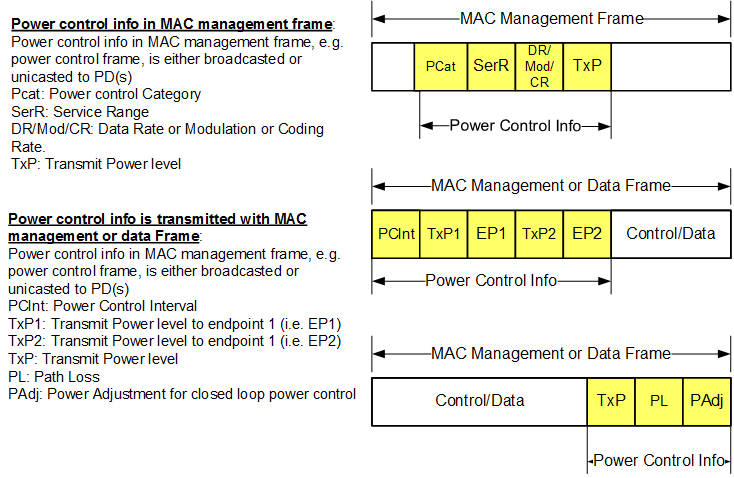 Power control info in MAC management frame:
Power control info in MAC management frame, e.g.
power control frame, is either broadcasted or
unicasted to PD(s)
Pcat: Power control Category
SerR: Service Range
DR/Mod/CR: Data Rate or Modulation or Coding
Rate.
TxP: Transmit Power level
MAC Management Frame
PCat
SerR
DR/
Mod/
CR
TxP
Power Control Info
Power control info is transmitted with MAC
management or data Frame:
Power control info in MAC management frame, e.g.
power control frame, is either broadcasted or
unicasted to PD(s)
PCInt: Power Control Interval
TxP1: Transmit Power level to endpoint 1 (i.e. EP1)
TxP2: Transmit Power level to endpoint 1 (i.e. EP2)
TxP: Transmit Power level
PL: Path Loss
PAdj: Power Adjustment for closed loop power control
MAC Management or Data Frame
PCInt
TxP1
EP1
TxP2
EP2
Control/Data
Power Control Info
MAC Management or Data Frame
Control/Data
TxP
PL
PAdj
Power Control Info